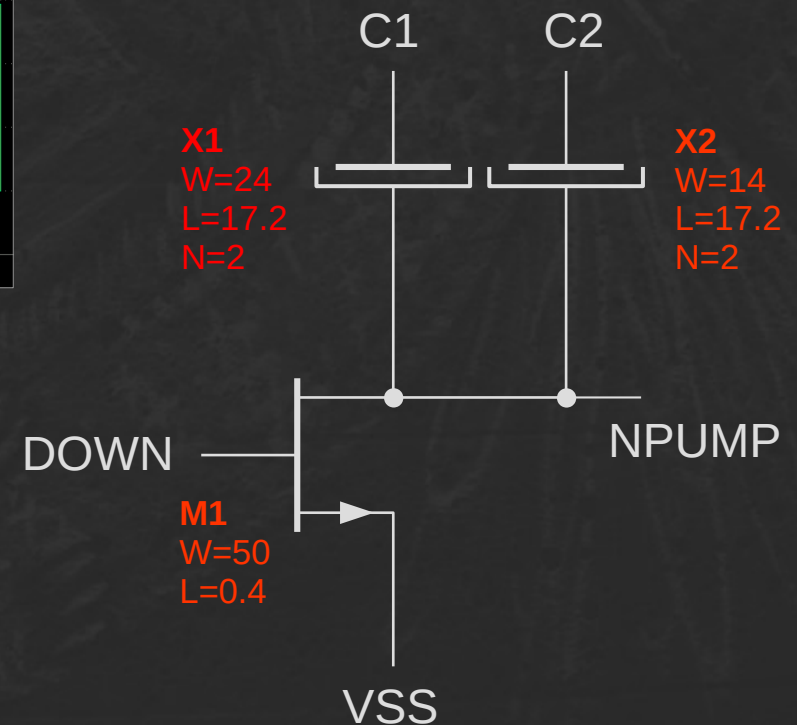 C1
C2
X1
W=24
L=17.2
N=2
X2
W=14
L=17.2
N=2
DOWN
NPUMP
M1
W=50
L=0.4
VSS